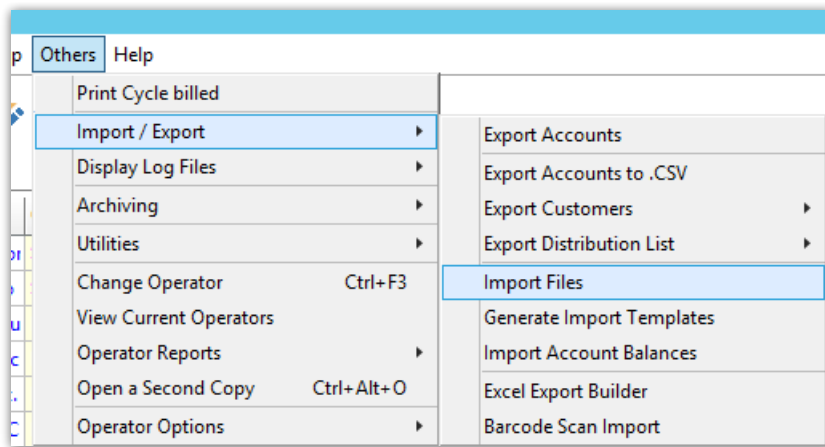 p Others Help
Print Cycle billed
Import / Export
Display Log Files
Archiving
Utilities
Change Operator Ctrl+F3
View Current Operators
Operator Reports
Open a Second Copy Ctrl+Alt+O
Operator Options
Export Accounts
Export Accounts to .CSV
Export Customers
Export Distribution List
Import Files
Generate Import Templates
Import Account Balances
Excel Export Builder
Barcode Scan Import